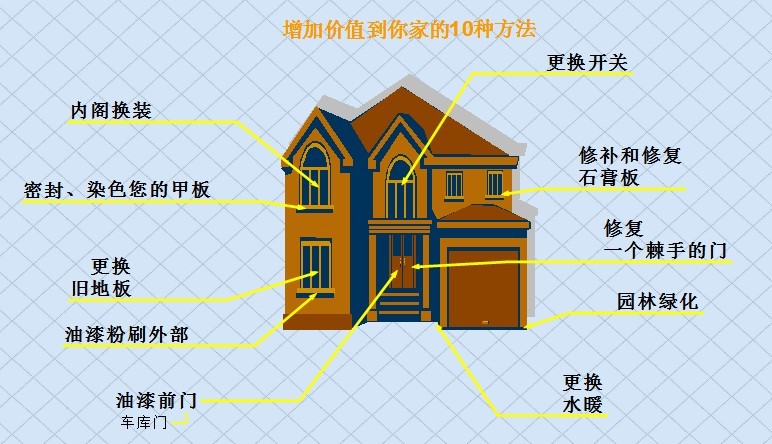 增加价值到你家的10种方法
更换开关
内阁换装
修补和修复
石膏板
密封、染色您的甲板
修复
一个棘手的门
更换
旧地板
园林绿化
油漆粉刷外部
更换
水暖
油漆前门
车库门